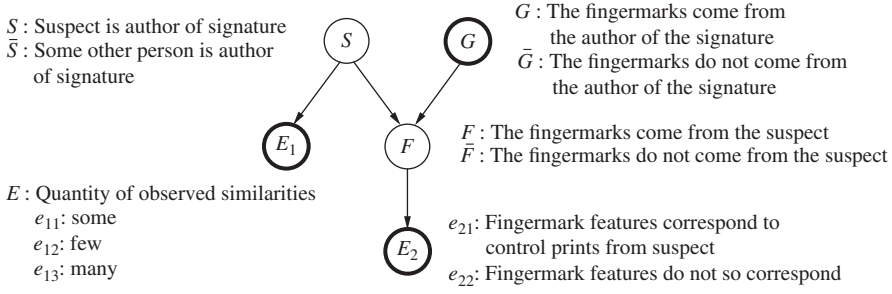 S : Suspect is author of signature
S̄ : Some other person is author
of signature
S
G
G : The fingermarks come from
the author of the signature
Ḡ : The fingermarks do not come from
the author of the signature
E₁
F
F : The fingermarks come from the suspect
F̄ : The fingermarks do not come from the suspect
E : Quantity of observed similarities
e₁₁: some
e₁₂: few
e₁₃: many
E₂
e₂₁: Fingermark features correspond to
control prints from suspect
e₂₂: Fingermark features do not so correspond